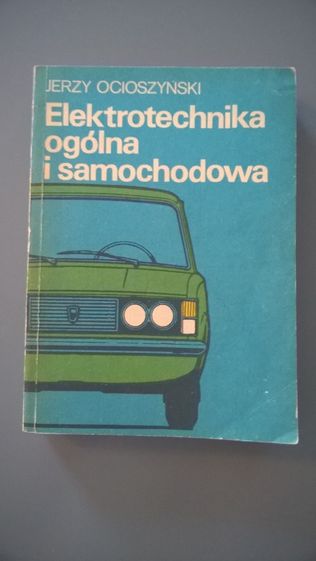 JERZY OCIOSZYŃSKI
Elektrotechnika
ogólna
i samochodowa